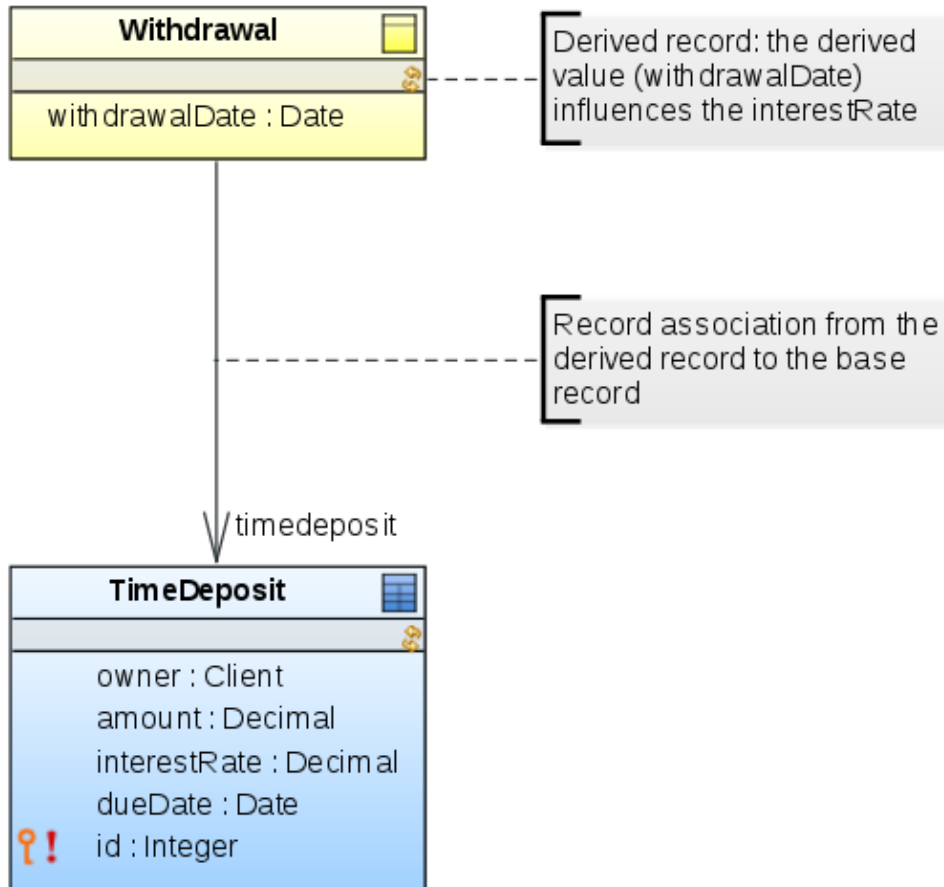 Withdrawal
withdrawalDate : Date
Derived record: the derived
value (withdrawalDate)
influences the interestRate
Record association from the
derived record to the base
record
timedeposit
TimeDeposit
owner : Client
amount : Decimal
interestRate : Decimal
dueDate : Date
id : Integer